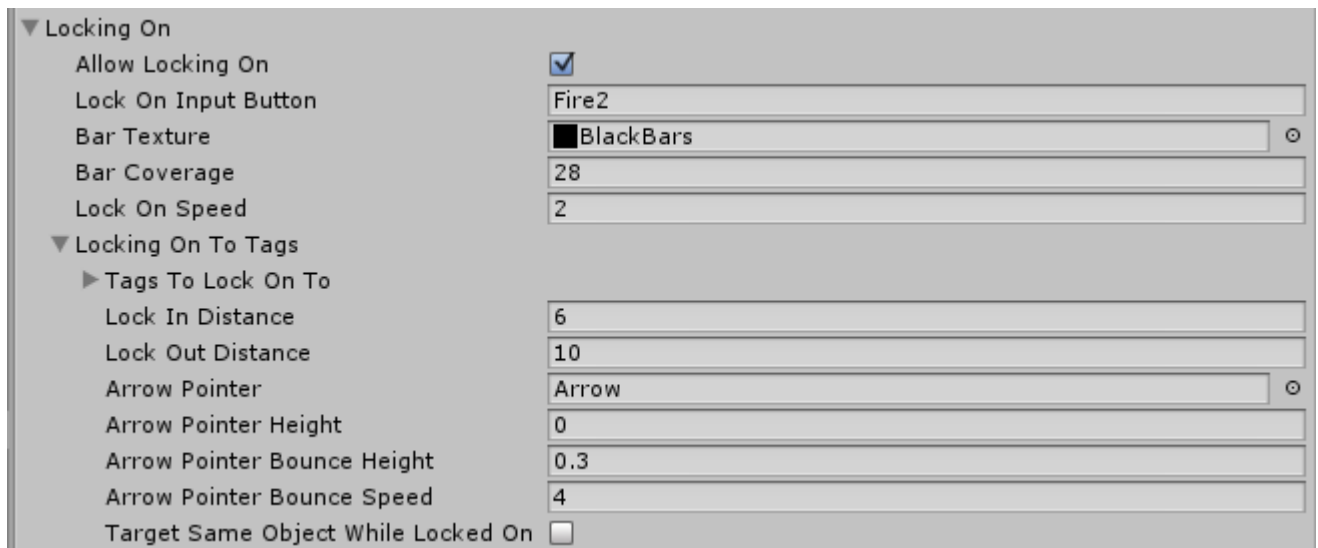 Locking On
Allow Locking On
Lock On Input Button Fire2
Bar Texture BlackBars
Bar Coverage 28
Lock On Speed 2
Locking On To Tags
Tags To Lock On To
Lock In Distance 6
Lock Out Distance 10
Arrow Pointer Arrow
Arrow Pointer Height 0
Arrow Pointer Bounce Height 0.3
Arrow Pointer Bounce Speed 4
Target Same Object While Locked On